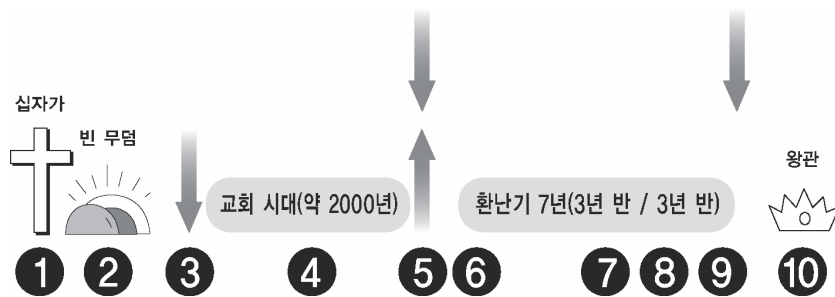 십자가
빈 무덤
왕관
교회 시대(약 2000년)
환난기 7년(3년 반 / 3년 반)
1 2 3 4 5 6 7 8 9 10